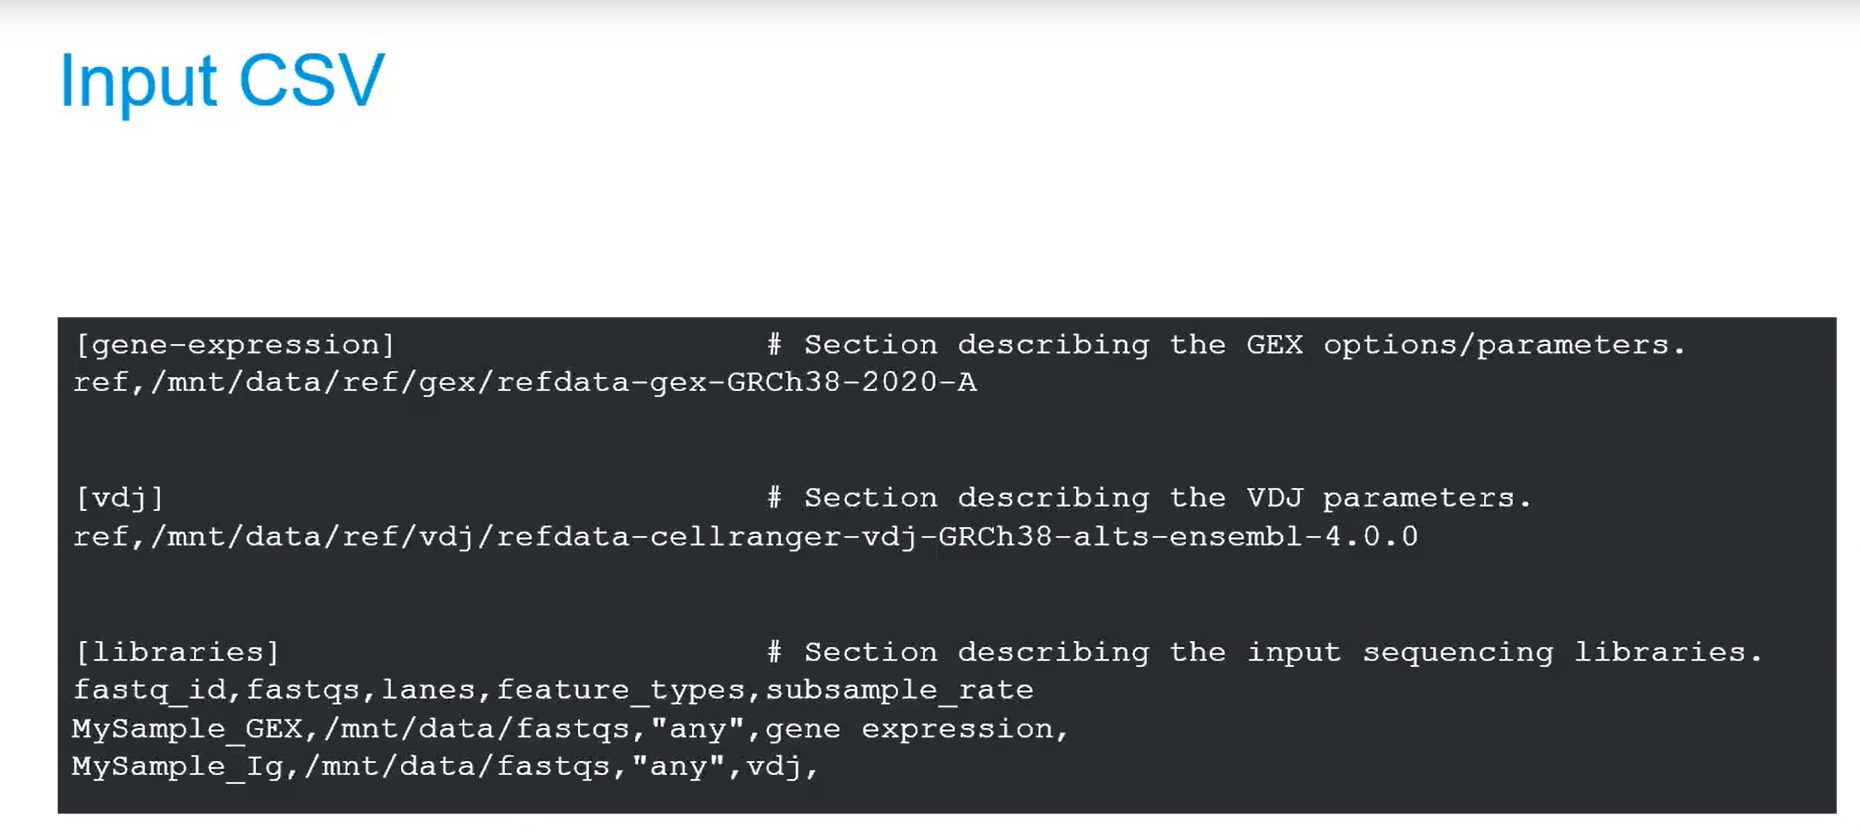 Input CSV
[gene-expression] # Section describing the GEX options/parameters.
ref,/mnt/data/ref/gex/refdata-gex-GRCh38-2020-A
[vdj] # Section describing the VDJ parameters.
ref,/mnt/data/ref/vdj/refdata-cellranger-vdj-GRCh38-alts-ensembl-4.0.0
[libraries] # Section describing the input sequencing libraries.
fastq_id,fastqs,lanes,feature_types,subsample_rate
MySample_GEX,/mnt/data/fastqs,"any",gene expression,
MySample_Ig,/mnt/data/fastqs,"any",vdj,